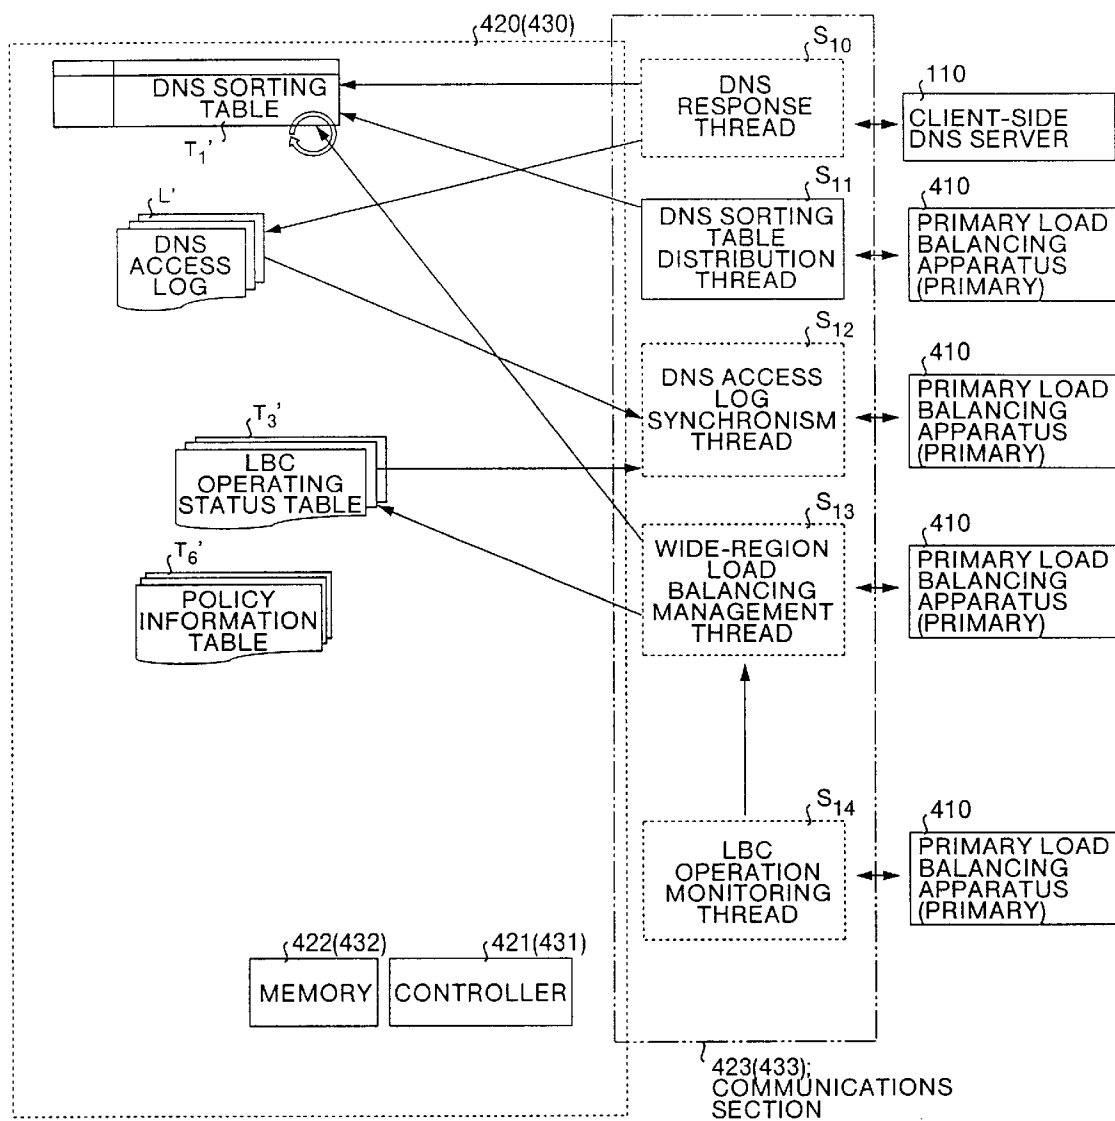 420(430)
DNS SORTING
TABLE
T1'
L'
DNS
ACCESS
LOG
T3'
LBC
OPERATING
STATUS TABLE
T6'
POLICY
INFORMATION
TABLE
422(432)
MEMORY
421(431)
CONTROLLER
S10
DNS
RESPONSE
THREAD
110
CLIENT-SIDE
DNS SERVER
S11
DNS SORTING
TABLE
DISTRIBUTION
THREAD
410
PRIMARY LOAD
BALANCING
APPARATUS
(PRIMARY)
S12
DNS ACCESS
LOG
SYNCHRONISM
THREAD
410
PRIMARY LOAD
BALANCING
APPARATUS
(PRIMARY)
S13
WIDE-REGION
LOAD
BALANCING
MANAGEMENT
THREAD
410
PRIMARY LOAD
BALANCING
APPARATUS
(PRIMARY)
S14
LBC
OPERATION
MONITORING
THREAD
410
PRIMARY LOAD
BALANCING
APPARATUS
(PRIMARY)
423(433);
COMMUNICATIONS
SECTION